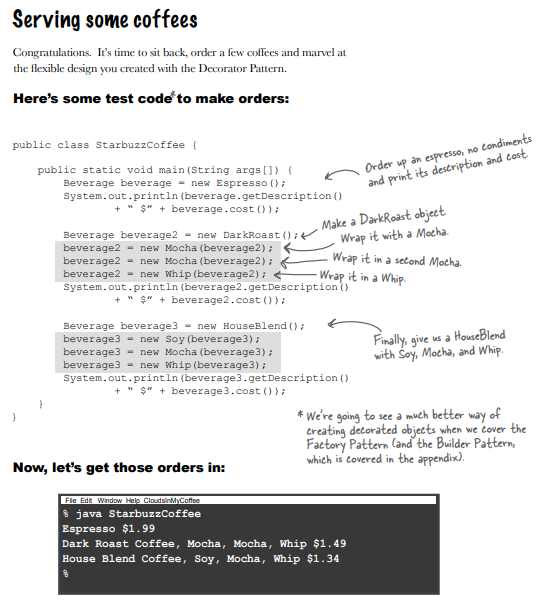 Serving some coffees
Congratulations. It's time to sit back, order a few coffees and marvel at
the flexible design you created with the Decorator Pattern.
Here's some test code* to make orders:
public class StarbuzzCoffee {
public static void main(String args[]) {
Beverage beverage = new Espresso();
System.out.println(beverage.getDescription()
+ " $" + beverage.cost());
Order up an espresso, no condiments
and print its description and cost
Beverage beverage2 = new DarkRoast();
Make a DarkRoast object.
beverage2 = new Mocha(beverage2);
Wrap it with a Mocha.
beverage2 = new Mocha(beverage2);
Wrap it in a second Mocha.
beverage2 = new Whip(beverage2);
Wrap it in a Whip.
System.out.println(beverage2.getDescription()
+ " $" + beverage2.cost());
Beverage beverage3 = new HouseBlend();
beverage3 = new Soy(beverage3);
beverage3 = new Mocha(beverage3);
beverage3 = new Whip(beverage3);
Finally, give us a HouseBlend
with Soy, Mocha, and Whip.
System.out.println(beverage3.getDescription()
+ " $" + beverage3.cost());
}
}
* We're going to see a much better way of
creating decorated objects when we cover the
Factory Pattern (and the Builder Pattern,
which is covered in the appendix).
Now, let's get those orders in:
File Edit Window Help CloudsInMyCoffee
% java StarbuzzCoffee
Espresso $1.99
Dark Roast Coffee, Mocha, Mocha, Whip $1.49
House Blend Coffee, Soy, Mocha, Whip $1.34
%